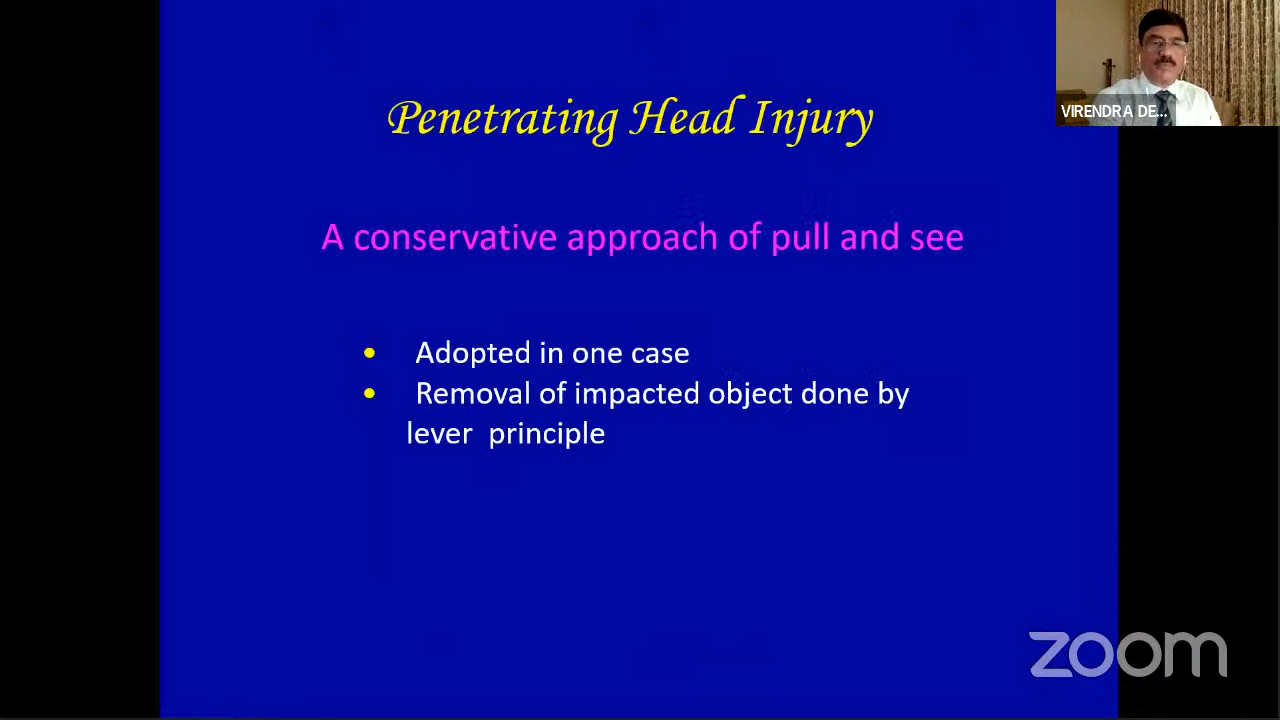 VIRENDRA DE...
Penetrating Head Injury
A conservative approach of pull and see
• Adopted in one case
• Removal of impacted object done by
lever principle
zoom